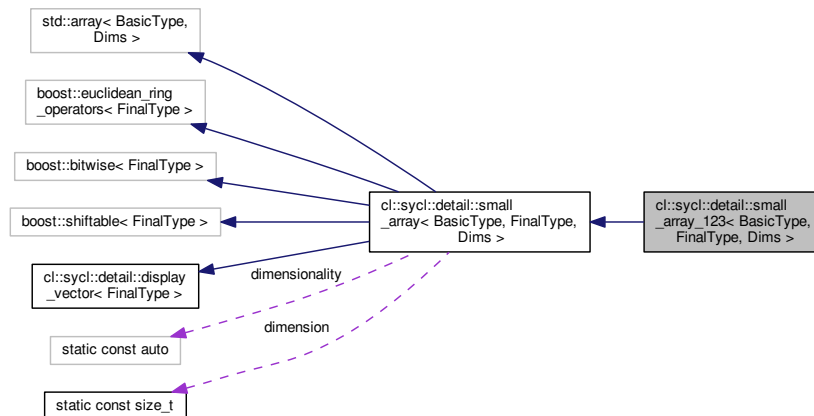 std::array< BasicType,
Dims >
boost::euclidean_ring
_operators< FinalType >
boost::bitwise< FinalType >
boost::shiftable< FinalType >
cl::sycl::detail::display
_vector< FinalType >
static const auto
static const size_t
dimensionality
dimension
cl::sycl::detail::small
_array< BasicType, FinalType,
Dims >
cl::sycl::detail::small
_array_123< BasicType,
FinalType, Dims >